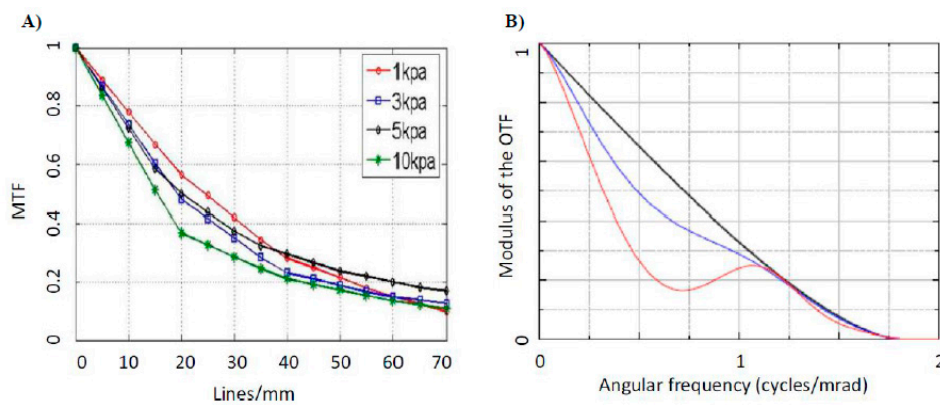 A)
1
0.8
0.6
0.4
0.2
0
MTF
0 10 20 30 40 50 60 70
Lines/mm
1kpa
3kpa
5kpa
10kpa
B)
1
0
Modulus of the OTF
0 1 2
Angular frequency (cycles/mrad)